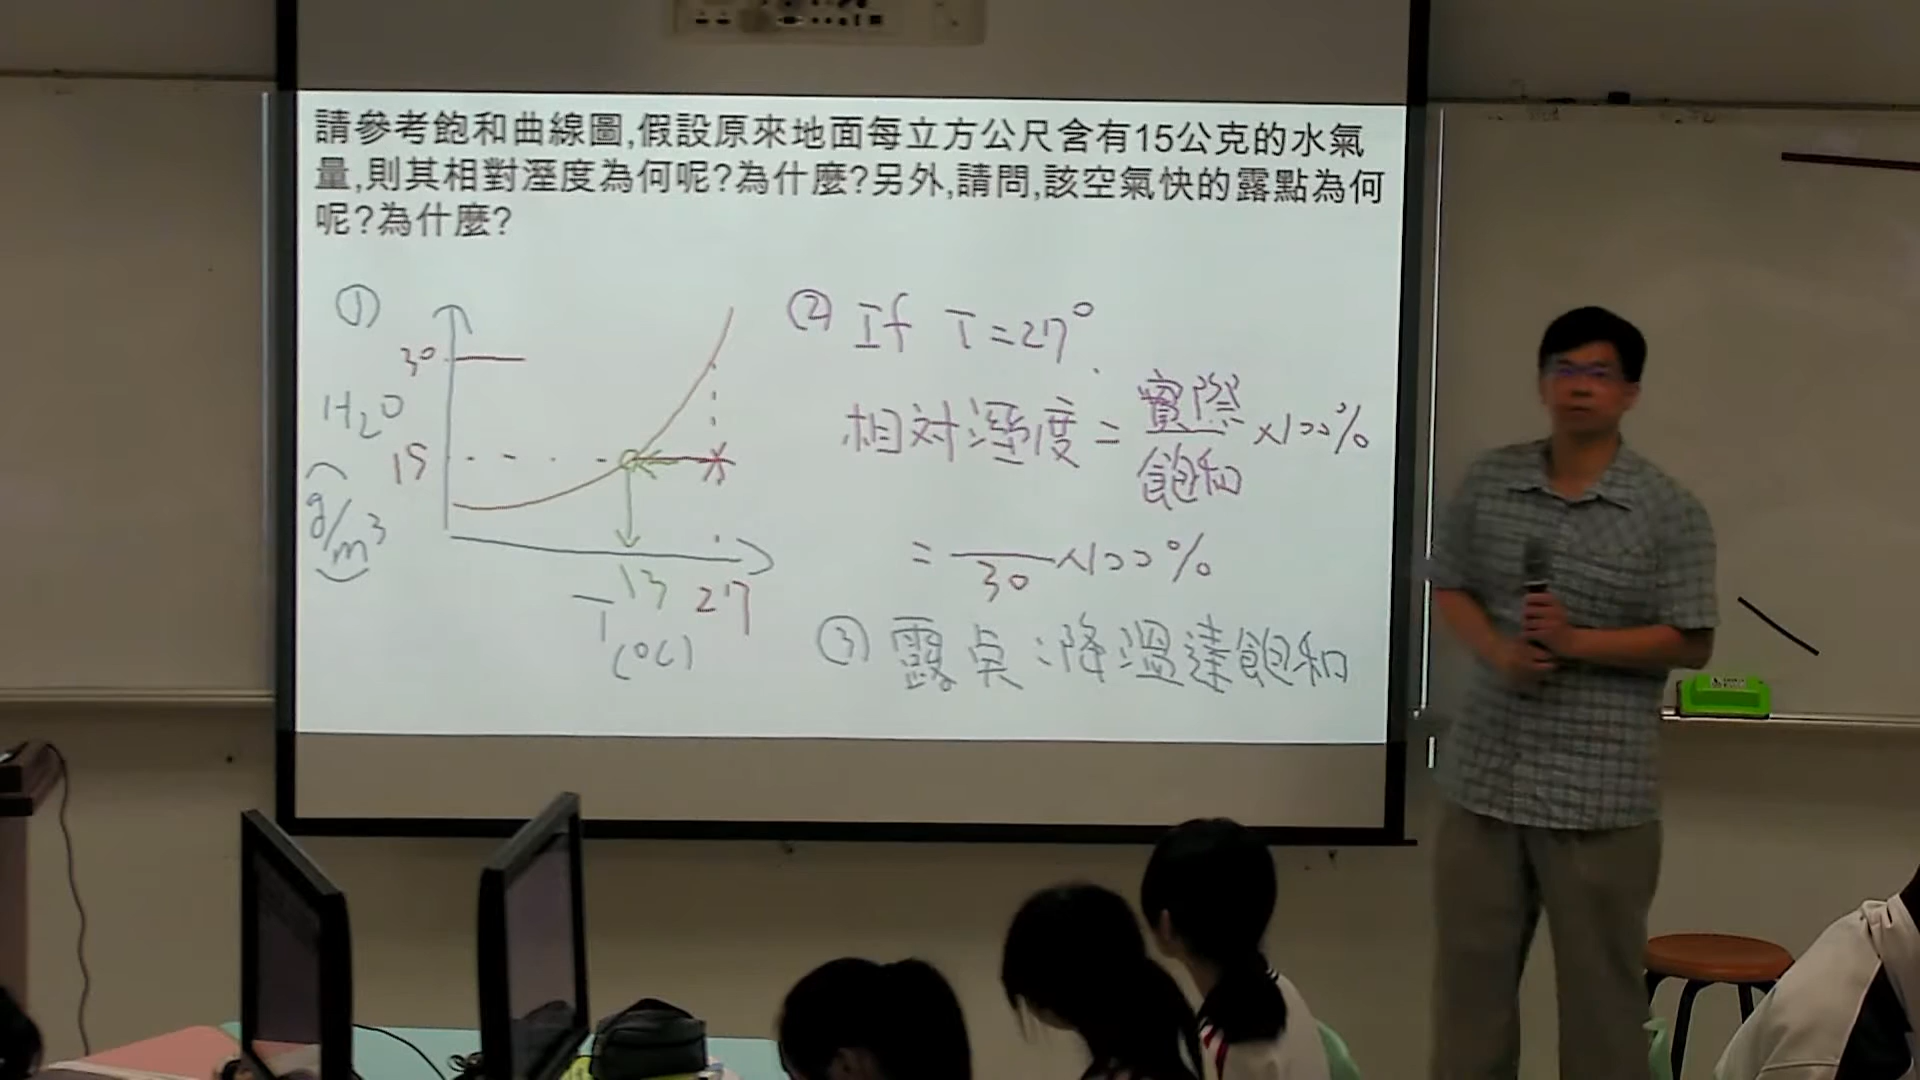 請參考飽和曲線圖,假設原來地面每立方公尺含有15公克的水氣
量,則其相對溼度為何呢?為什麼?另外,請問,該空氣快的露點為何
呢?為什麼?
①
30
H₂O
15
g/m³
13 27
T
(°C)
② If T=27°
相对溼度 = 實際/飽和 ×100%
= /30 ×100%
③ 露点:降溫達飽和